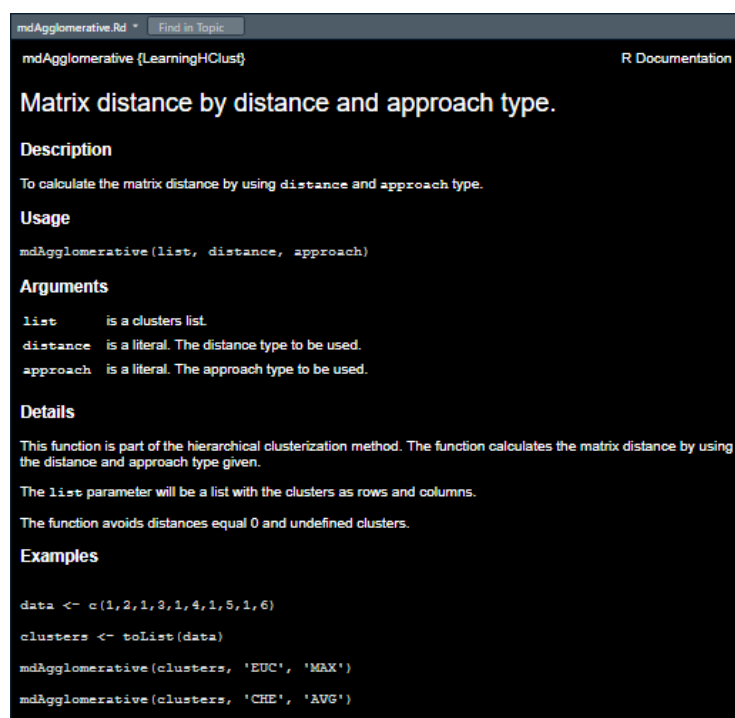 mdAgglomerative.Rd Find in Topic
mdAgglomerative {LearningHClust} R Documentation
Matrix distance by distance and approach type.
Description
To calculate the matrix distance by using distance and approach type.
Usage
mdAgglomerative(list, distance, approach)
Arguments
list is a clusters list.
distance is a literal. The distance type to be used.
approach is a literal. The approach type to be used.
Details
This function is part of the hierarchical clusterization method. The function calculates the matrix distance by using
the distance and approach type given.
The list parameter will be a list with the clusters as rows and columns.
The function avoids distances equal 0 and undefined clusters.
Examples
data <- c(1,2,1,3,1,4,1,5,1,6)
clusters <- toList(data)
mdAgglomerative(clusters, 'EUC', 'MAX')
mdAgglomerative(clusters, 'CHE', 'AVG')